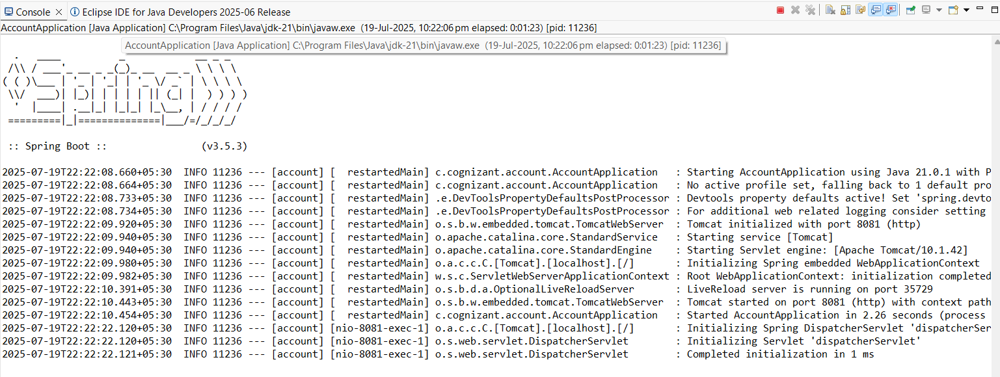 Console Eclipse IDE for Java Developers 2025-06 Release
AccountApplication [Java Application] C:\Program Files\Java\jdk-21\bin\javaw.exe (19-Jul-2025, 10:22:06 pm elapsed: 0:01:23) [pid: 11236]
AccountApplication [Java Application] C:\Program Files\Java\jdk-21\bin\javaw.exe (19-Jul-2025, 10:22:06 pm elapsed: 0:01:23) [pid: 11236]
  .   ____          _            __ _ _
 /\\ / ___'_ __ _ _(_)_ __  __ _ \ \ \ \
( ( )\___ | '_ | '_| | '_ \/ _` | \ \ \ \
 \\/  ___)| |_)| | | | | || (_| |  ) ) ) )
  '  |____| .__|_| |_|_| |_\__, | / / / /
 =========|_|==============|___/=/_/_/_/
 :: Spring Boot ::                (v3.5.3)
2025-07-19T22:22:08.660+05:30  INFO 11236 --- [account] [  restartedMain] c.cognizant.account.AccountApplication   : Starting AccountApplication using Java 21.0.1 with P
2025-07-19T22:22:08.664+05:30  INFO 11236 --- [account] [  restartedMain] c.cognizant.account.AccountApplication   : No active profile set, falling back to 1 default pro
2025-07-19T22:22:08.733+05:30  INFO 11236 --- [account] [  restartedMain] .e.DevToolsPropertyDefaultsPostProcessor : Devtools property defaults active! Set 'spring.devto
2025-07-19T22:22:08.734+05:30  INFO 11236 --- [account] [  restartedMain] .e.DevToolsPropertyDefaultsPostProcessor : For additional web related logging consider setting
2025-07-19T22:22:09.920+05:30  INFO 11236 --- [account] [  restartedMain] o.s.b.w.embedded.tomcat.TomcatWebServer  : Tomcat initialized with port 8081 (http)
2025-07-19T22:22:09.940+05:30  INFO 11236 --- [account] [  restartedMain] o.apache.catalina.core.StandardService   : Starting service [Tomcat]
2025-07-19T22:22:09.940+05:30  INFO 11236 --- [account] [  restartedMain] o.apache.catalina.core.StandardEngine    : Starting Servlet engine: [Apache Tomcat/10.1.42]
2025-07-19T22:22:09.980+05:30  INFO 11236 --- [account] [  restartedMain] o.a.c.c.C.[Tomcat].[localhost].[/]       : Initializing Spring embedded WebApplicationContext
2025-07-19T22:22:09.982+05:30  INFO 11236 --- [account] [  restartedMain] w.s.c.ServletWebServerApplicationContext : Root WebApplicationContext: initialization completed
2025-07-19T22:22:10.391+05:30  INFO 11236 --- [account] [  restartedMain] o.s.b.d.a.OptionalLiveReloadServer       : LiveReload server is running on port 35729
2025-07-19T22:22:10.443+05:30  INFO 11236 --- [account] [  restartedMain] o.s.b.w.embedded.tomcat.TomcatWebServer  : Tomcat started on port 8081 (http) with context path
2025-07-19T22:22:10.454+05:30  INFO 11236 --- [account] [  restartedMain] c.cognizant.account.AccountApplication   : Started AccountApplication in 2.26 seconds (process
2025-07-19T22:22:22.120+05:30  INFO 11236 --- [account] [nio-8081-exec-1] o.a.c.c.C.[Tomcat].[localhost].[/]       : Initializing Spring DispatcherServlet 'dispatcherSer
2025-07-19T22:22:22.120+05:30  INFO 11236 --- [account] [nio-8081-exec-1] o.s.web.servlet.DispatcherServlet        : Initializing Servlet 'dispatcherServlet'
2025-07-19T22:22:22.121+05:30  INFO 11236 --- [account] [nio-8081-exec-1] o.s.web.servlet.DispatcherServlet        : Completed initialization in 1 ms